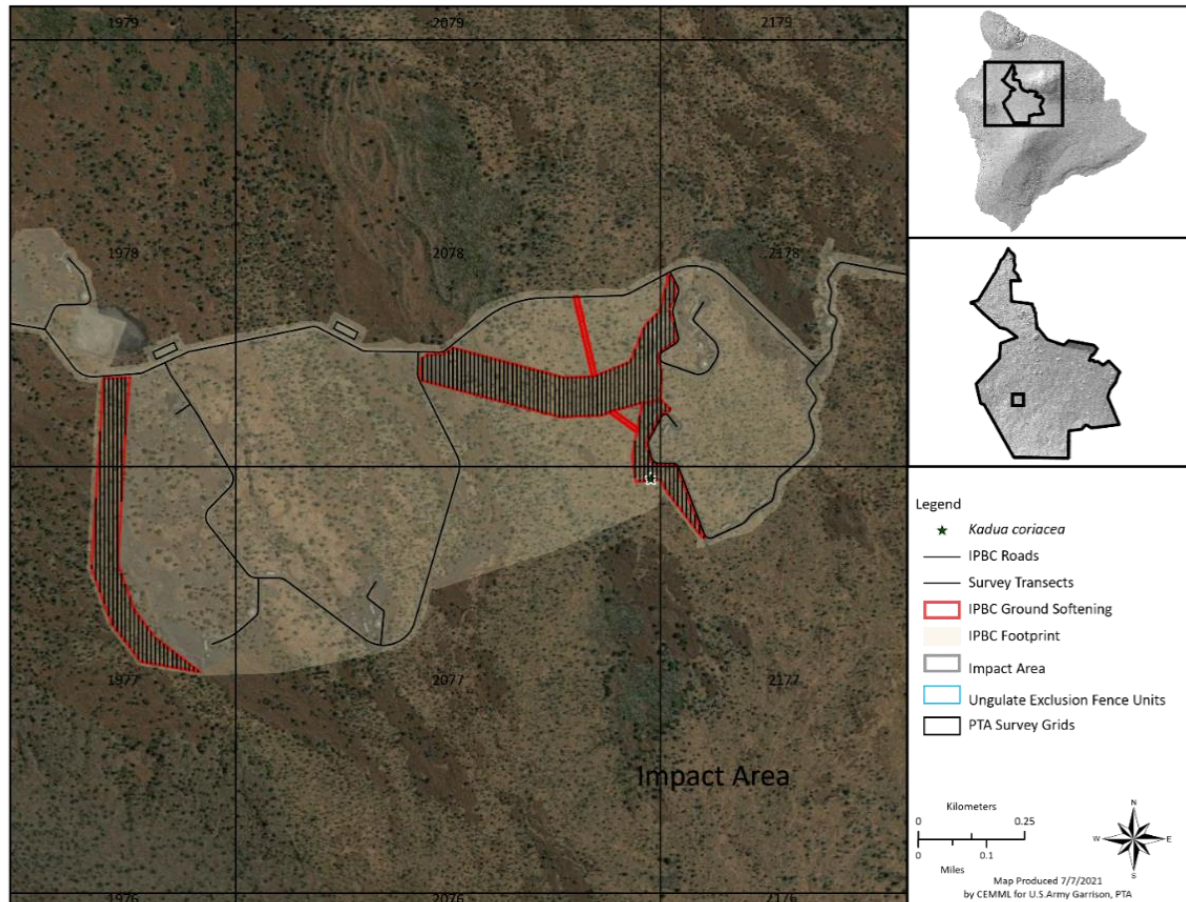 1979
2079
2179
1978
2078
2178
1977
2077
2177
Impact Area
1976
2076
2176
Legend
Kadua coriacea
IPBC Roads
Survey Transects
IPBC Ground Softening
IPBC Footprint
Impact Area
Ungulate Exclusion Fence Units
PTA Survey Grids
Kilometers
0 0.25
0 0.1
Miles
N
W E
S
Map Produced 7/7/2021
by CEMML for U.S.Army Garrison, PTA